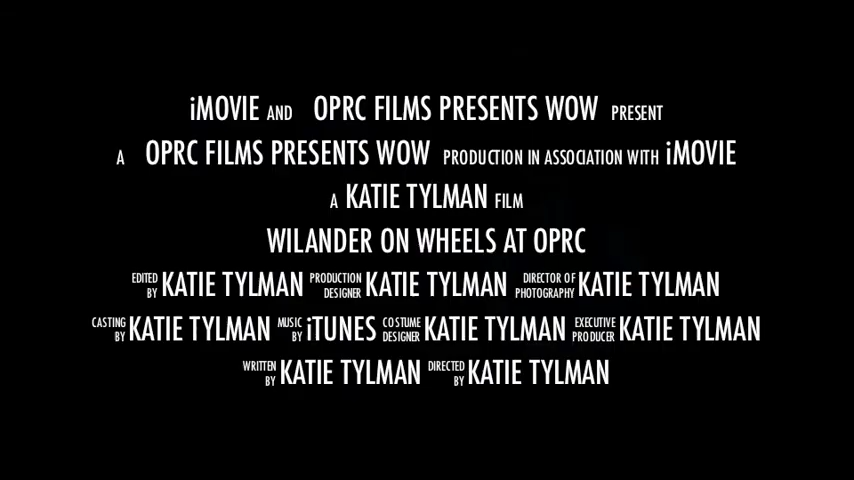 iMOVIE AND OPRC FILMS PRESENTS WOW PRESENT
A OPRC FILMS PRESENTS WOW PRODUCTION IN ASSOCIATION WITH iMOVIE
A KATIE TYLMAN FILM
WILANDER ON WHEELS AT OPRC
EDITED BY KATIE TYLMAN PRODUCTION DESIGNER KATIE TYLMAN DIRECTOR OF PHOTOGRAPHY KATIE TYLMAN
CASTING BY KATIE TYLMAN MUSIC BY iTUNES COSTUME DESIGNER KATIE TYLMAN EXECUTIVE PRODUCER KATIE TYLMAN
WRITTEN BY KATIE TYLMAN DIRECTED BY KATIE TYLMAN